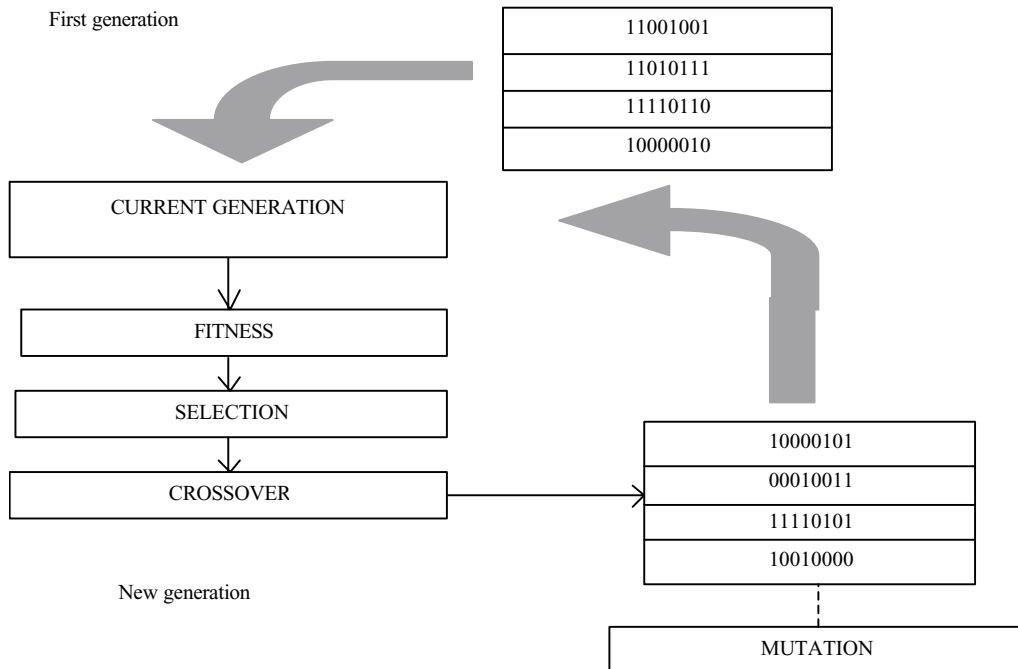 First generation
11001001
11010111
11110110
10000010
CURRENT GENERATION
FITNESS
SELECTION
CROSSOVER
10000101
00010011
11110101
10010000
New generation
MUTATION